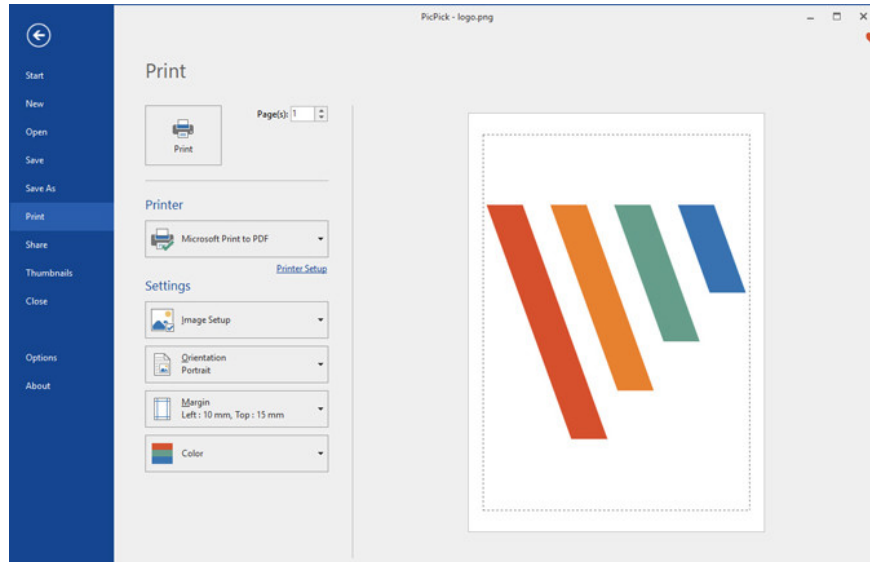 PicPick - logo.png
Start
New
Open
Save
Save As
Print
Share
Thumbnails
Close
Options
About
Print
Print
Page(s): 1
Printer
Microsoft Print to PDF
Printer Setup
Settings
Image Setup
Orientation
Portrait
Margin
Left : 10 mm, Top : 15 mm
Color